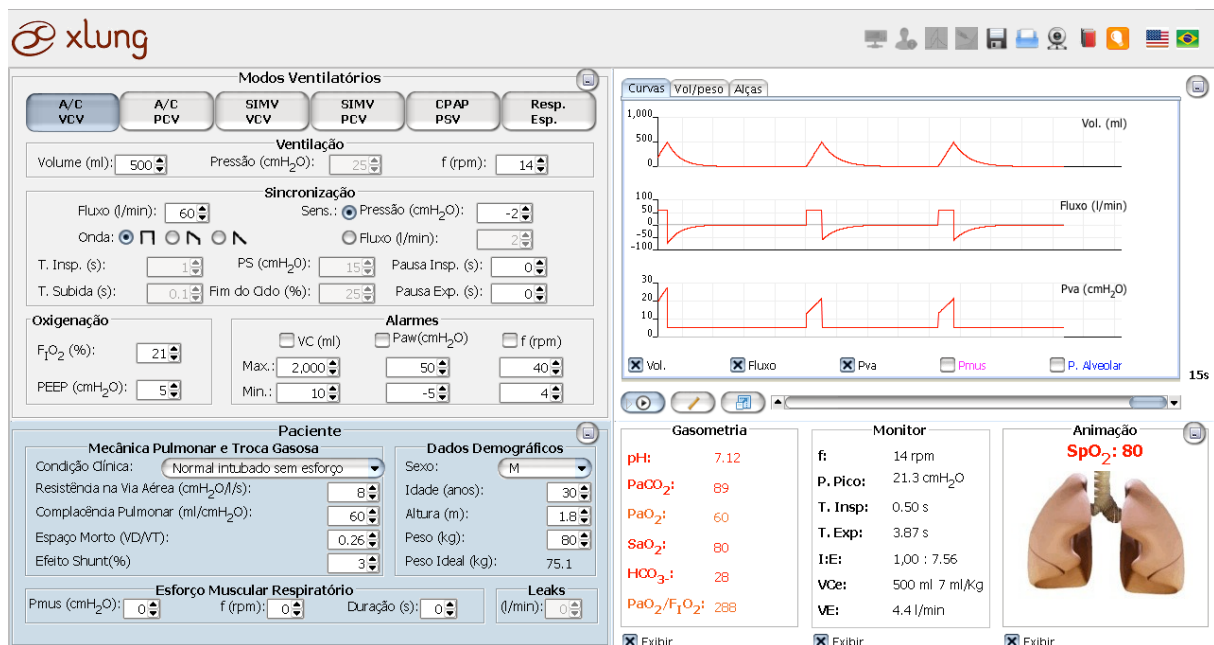 xlung
Modos Ventilatórios
A/C VCV
A/C PCV
SIMV VCV
SIMV PCV
CPAP PSV
Resp. Esp.
Ventilação
Volume (ml): 500 Pressão (cmH2O): 25 f (rpm): 14
Sincronização
Fluxo (l/min): 60 Sens.: Pressão (cmH2O): -2
Onda: Fluxo (l/min): 2
T. Insp. (s): 1 PS (cmH2O): 15 Pausa Insp. (s): 0
T. Subida (s): 0.1 Fim do Ciclo (%): 25 Pausa Exp. (s): 0
Oxigenação
FIO2 (%): 21
PEEP (cmH2O): 5
Alarmes
VC (ml) Paw(cmH2O) f (rpm)
Max.: 2,000 50 40
Min.: 10 -5 4
Curvas Vol/peso Alças
1,000
500
0
Vol. (ml)
100
50
0
-50
-100
Fluxo (l/min)
30
20
10
0
Pva (cmH2O)
Vol. Fluxo Pva Pmus P. Alveolar
15s
Paciente
Mecânica Pulmonar e Troca Gasosa
Condição Clínica: Normal intubado sem esforço
Resistência na Via Aérea (cmH2O/l/s): 8
Complacência Pulmonar (ml/cmH2O): 60
Espaço Morto (VD/VT): 0.26
Efeito Shunt(%) 3
Dados Demográficos
Sexo: M
Idade (anos): 30
Altura (m): 1.8
Peso (kg): 80
Peso Ideal (kg): 75.1
Esforço Muscular Respiratório
Pmus (cmH2O): 0 f (rpm): 0 Duração (s): 0
Leaks
(l/min): 0
Gasometria
pH: 7.12
PaCO2: 89
PaO2: 60
SaO2: 80
HCO3-: 28
PaO2/FIO2: 288
Exibir
Monitor
f: 14 rpm
P. Pico: 21.3 cmH2O
T. Insp: 0.50 s
T. Exp: 3.87 s
I:E: 1,00 : 7.56
VCe: 500 ml 7 ml/Kg
VE: 4.4 l/min
Exibir
Animação
SpO2: 80
Exibir